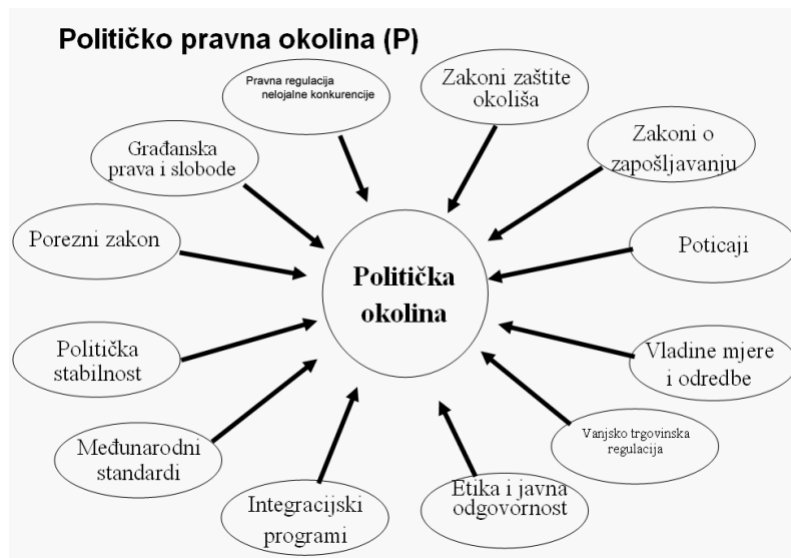 Političko pravna okolina (P)
Pravna regulacija
nelojalne konkurencije
Zakoni zaštite
okoliša
Zakoni o
zapošljavanju
Građanska
prava i slobode
Porezni zakon
Poticaji
Politička
okolina
Politička
stabilnost
Vladine mjere
i odredbe
Međunarodni
standardi
Vanjsko trgovinska
regulacija
Integracijski
programi
Etika i javna
odgovornost